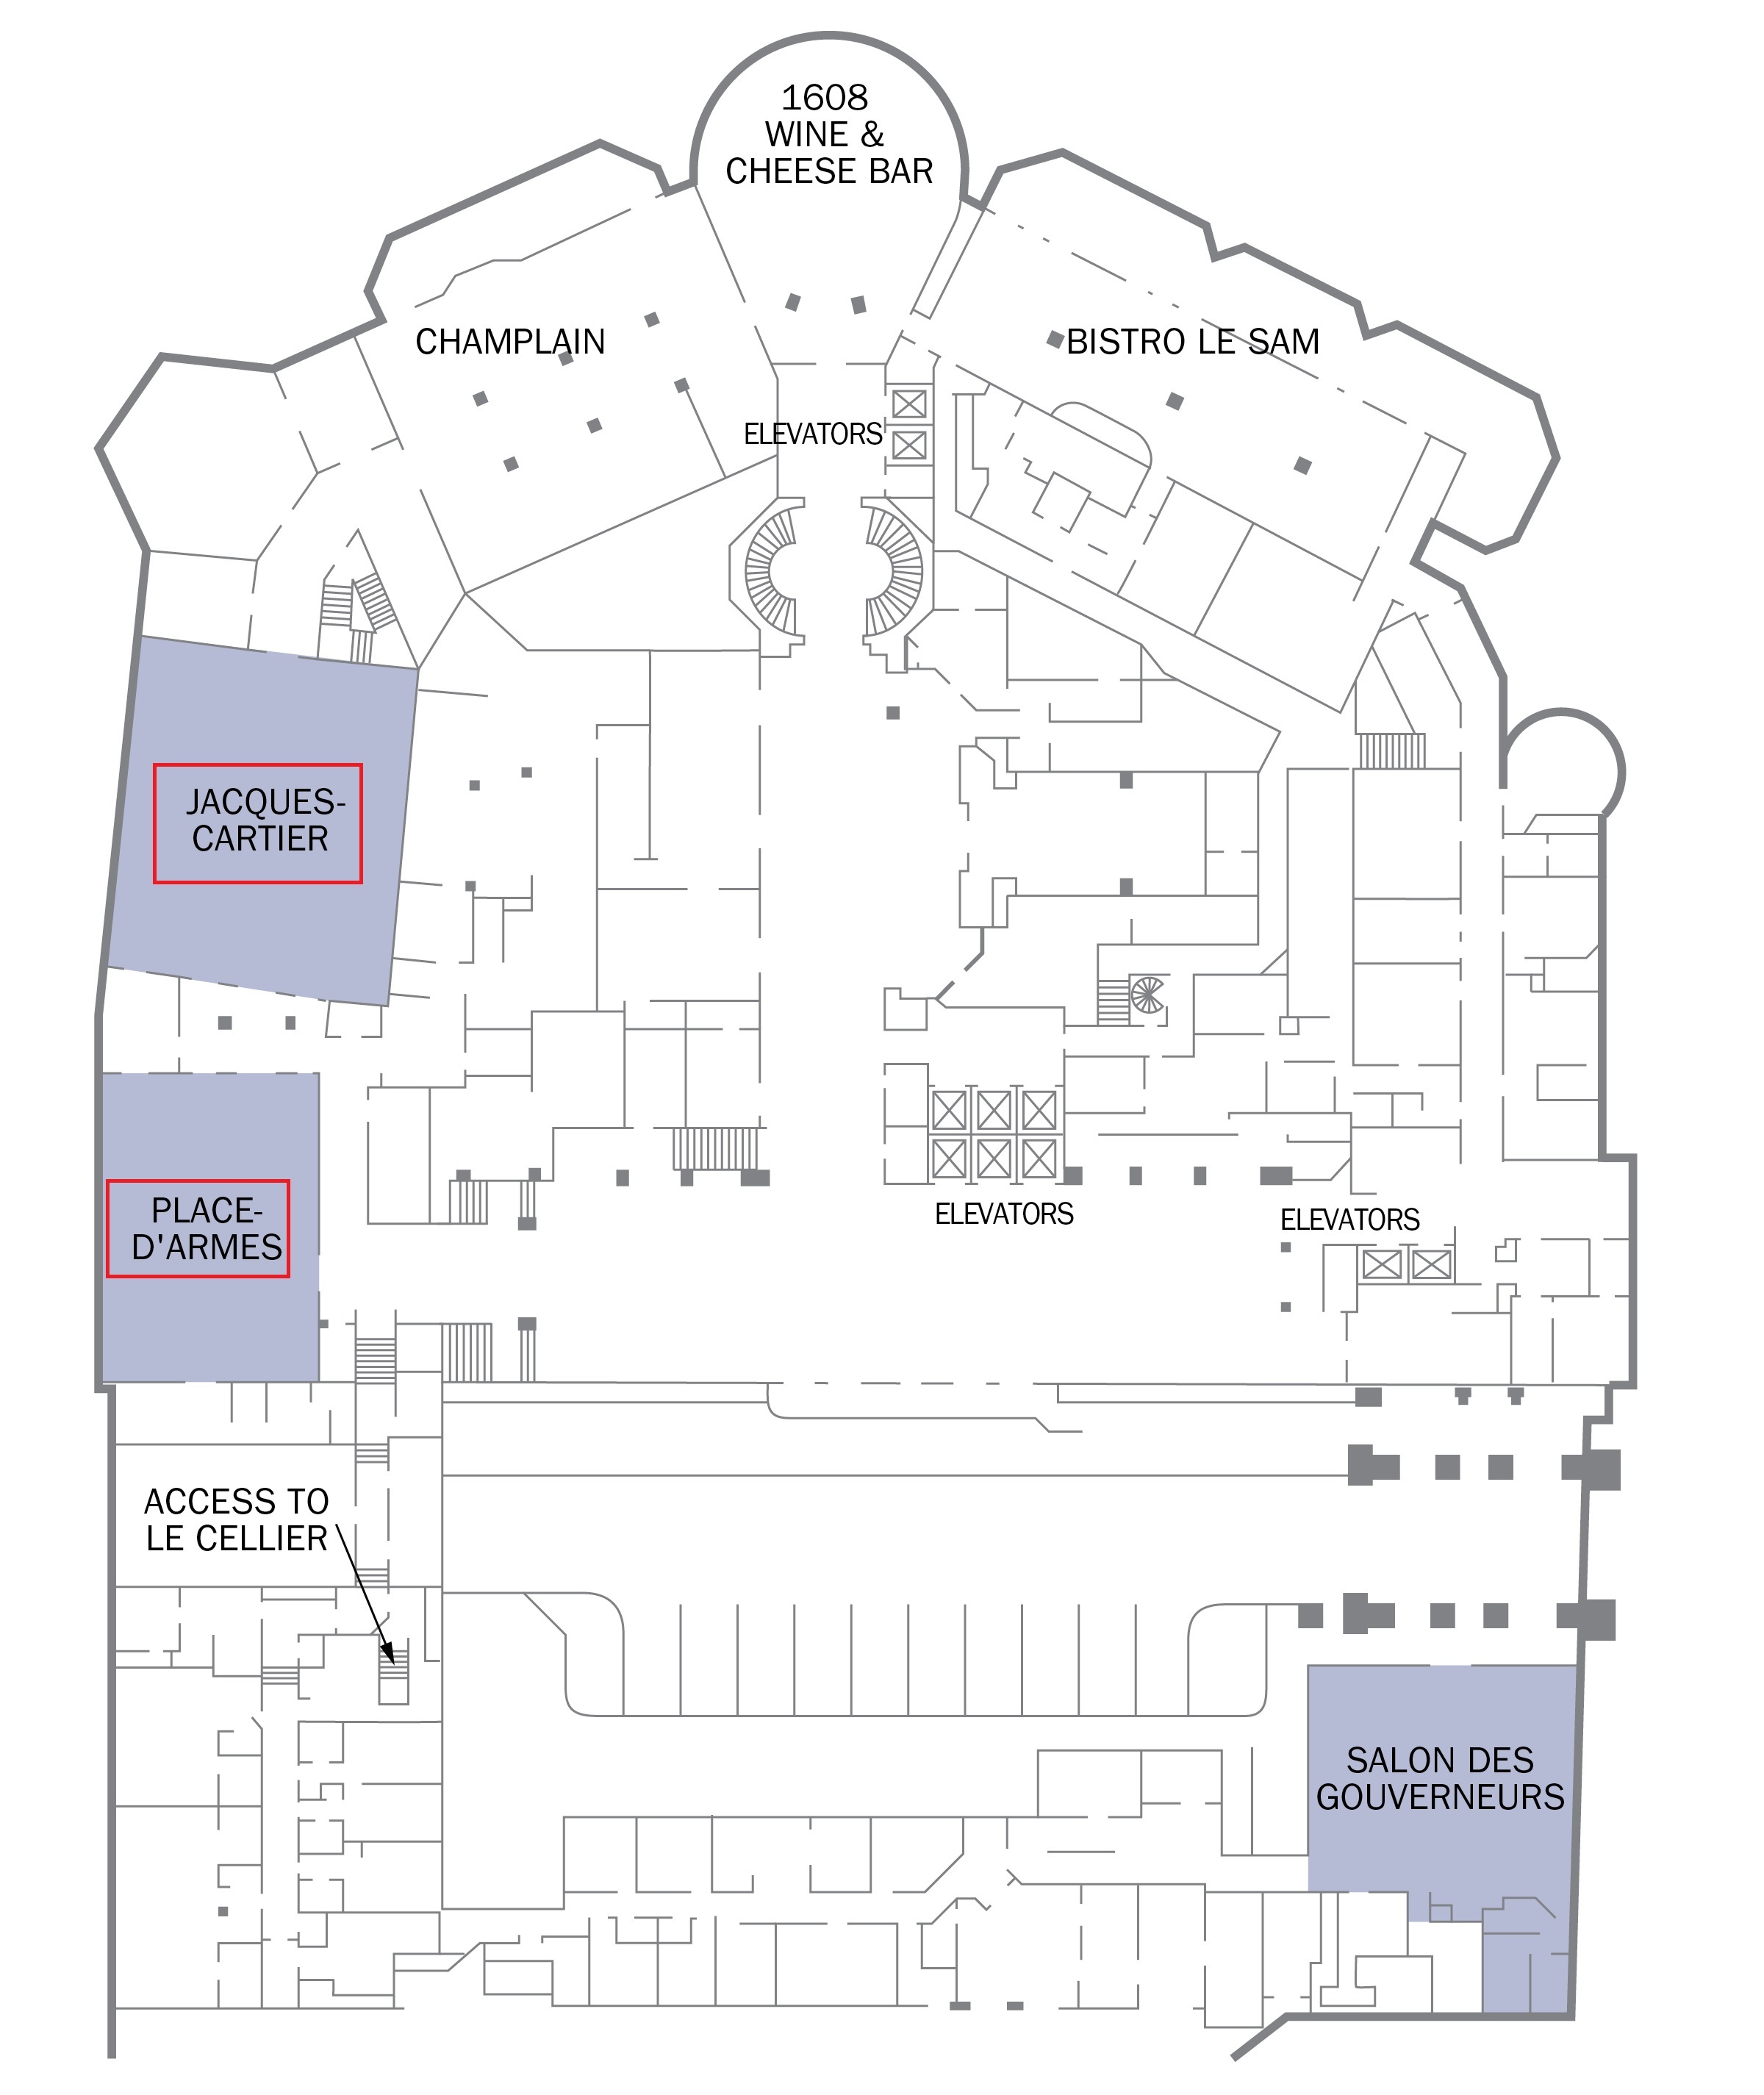 1608
WINE &
CHEESE BAR
CHAMPLAIN
BISTRO LE SAM
ELEVATORS
JACQUES-
CARTIER
PLACE-
D'ARMES
ELEVATORS
ELEVATORS
ACCESS TO
LE CELLIER
SALON DES
GOUVERNEURS